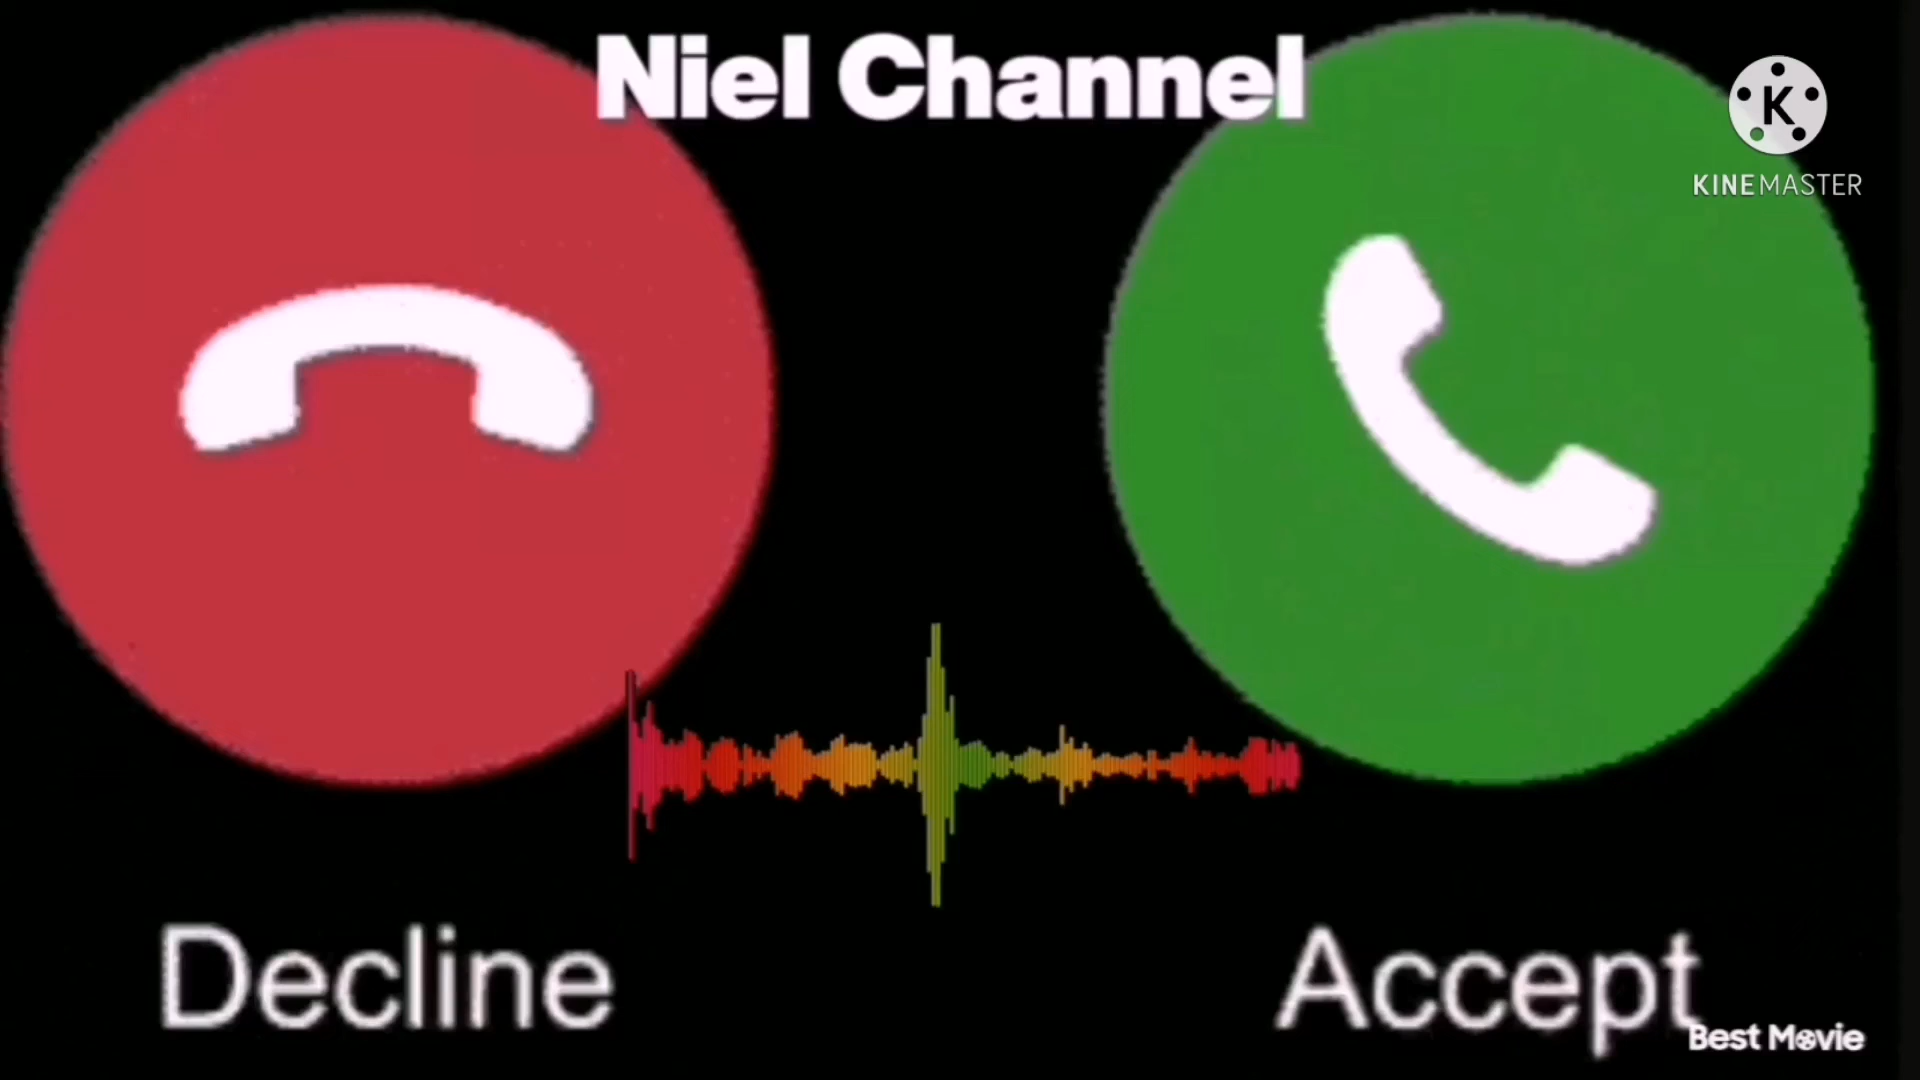 Niel Channel
K
KINEMASTER
Decline
Accept
Best Movie